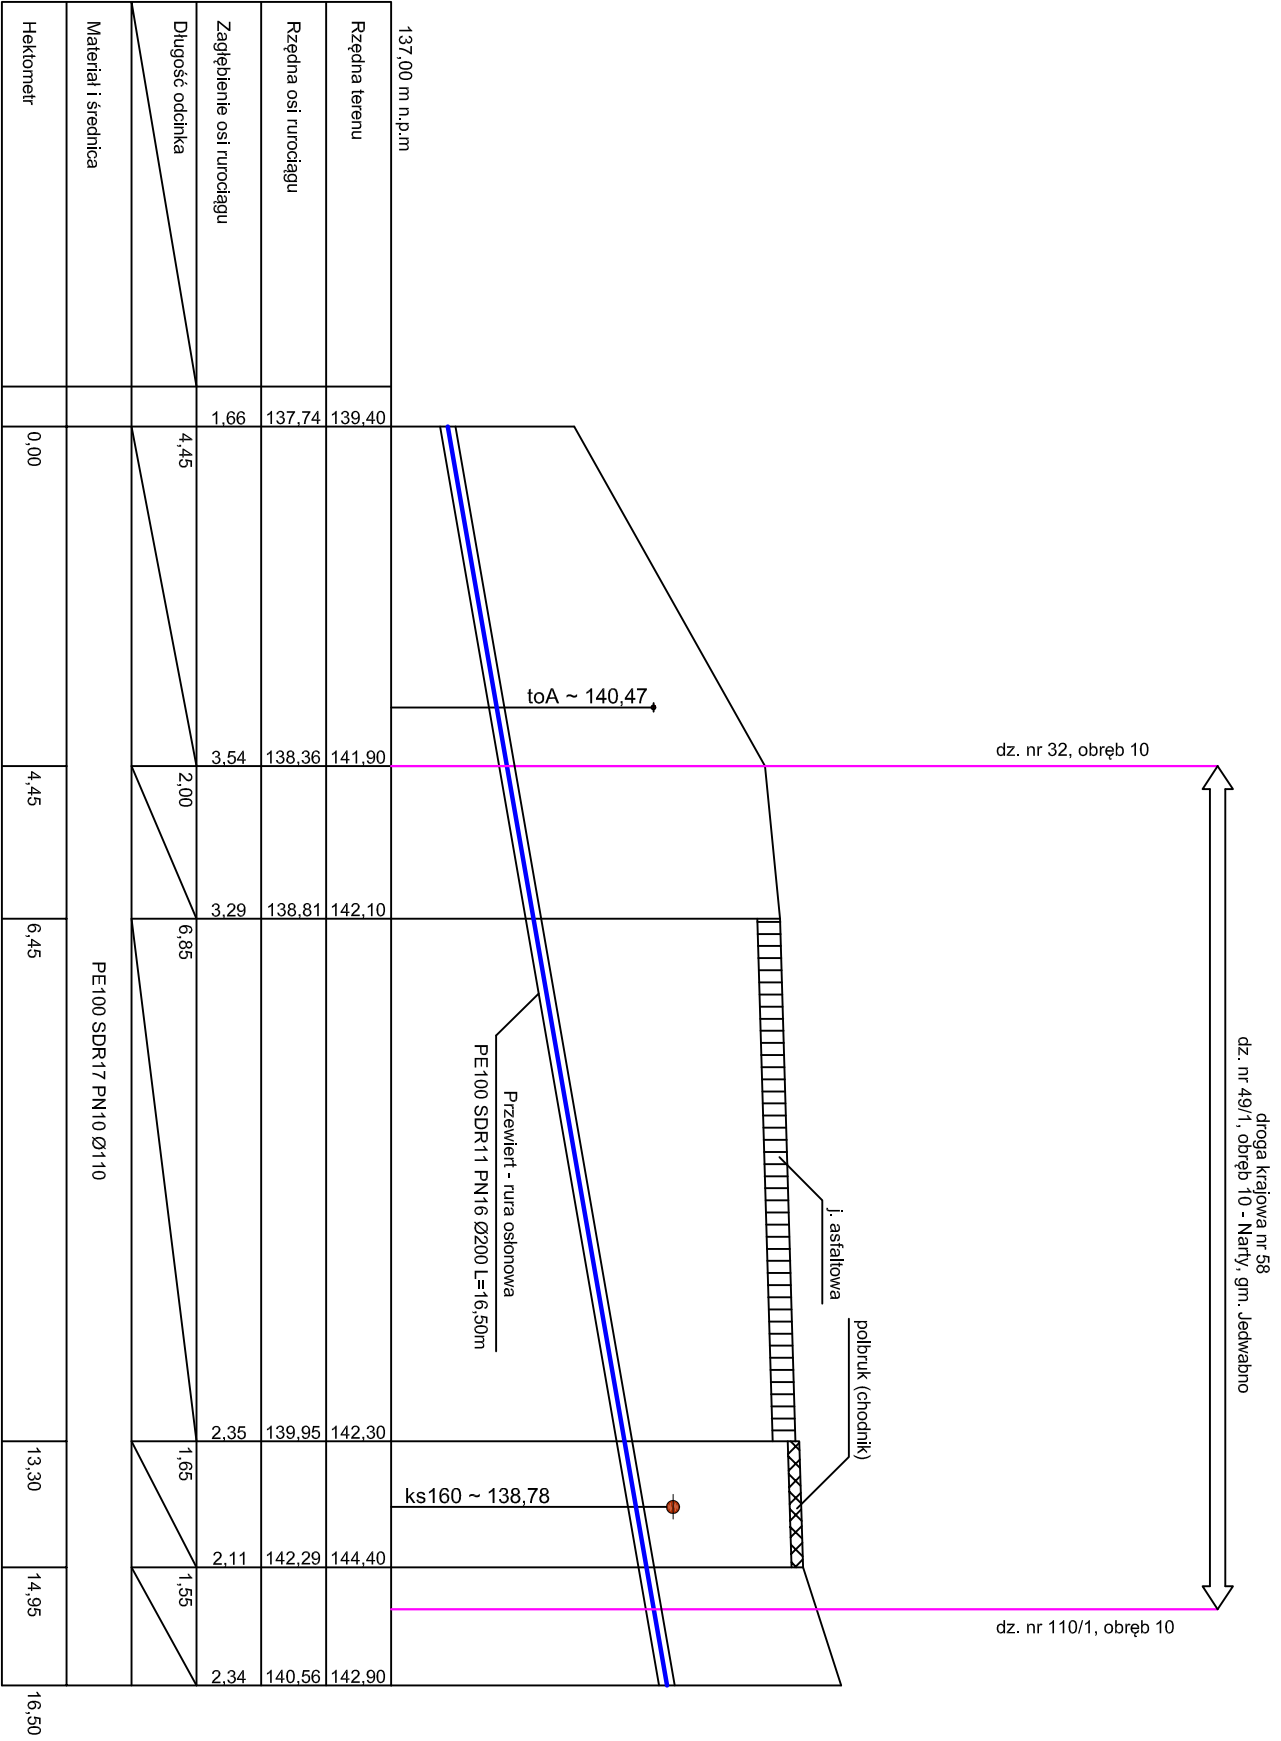 droga krajowa nr 58
dz. nr 49/1, obręb 10 - Narty, gm. Jedwabno
dz. nr 32, obręb 10
dz. nr 110/1, obręb 10
polbruk (chodnik)
j. asfaltowa
toA ~ 140,47
ks160 ~ 138,78
Przewiert - rura osłonowa
PE100 SDR11 PN16 Ø200 L=16,50m
137,00 m n.p.m
Rzędna terenu
139,40
141,90
142,10
142,30
144,40
142,90
Rzędna osi rurociągu
137,74
138,36
138,81
139,95
142,29
140,56
Zagłębienie osi rurociągu
1,66
3,54
3,29
2,35
2,11
2,34
Długość odcinka
4,45
2,00
6,85
1,65
1,55
Materiał i średnica
PE100 SDR17 PN10 Ø110
Hektometr
0,00
4,45
6,45
13,30
14,95
16,50